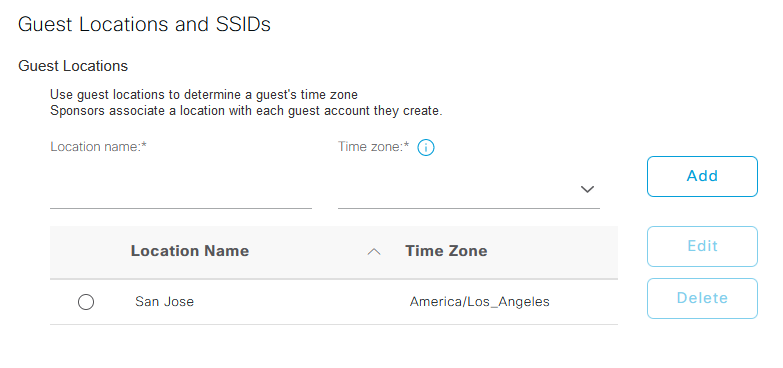 Guest Locations and SSIDs
Guest Locations
Use guest locations to determine a guest's time zone
Sponsors associate a location with each guest account they create.
Location name:* Time zone:*
Add
Location Name Time Zone
Edit
San Jose America/Los_Angeles
Delete